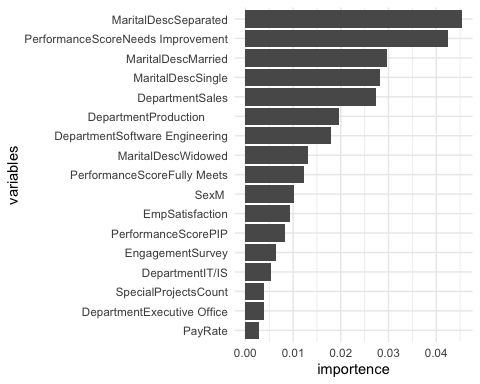 MaritalDescSeparated
PerformanceScoreNeeds Improvement
MaritalDescMarried
MaritalDescSingle
DepartmentSales
DepartmentProduction
DepartmentSoftware Engineering
MaritalDescWidowed
PerformanceScoreFully Meets
SexM
EmpSatisfaction
PerformanceScorePIP
EngagementSurvey
DepartmentIT/IS
SpecialProjectsCount
DepartmentExecutive Office
PayRate
variables
0.00 0.01 0.02 0.03 0.04
importence